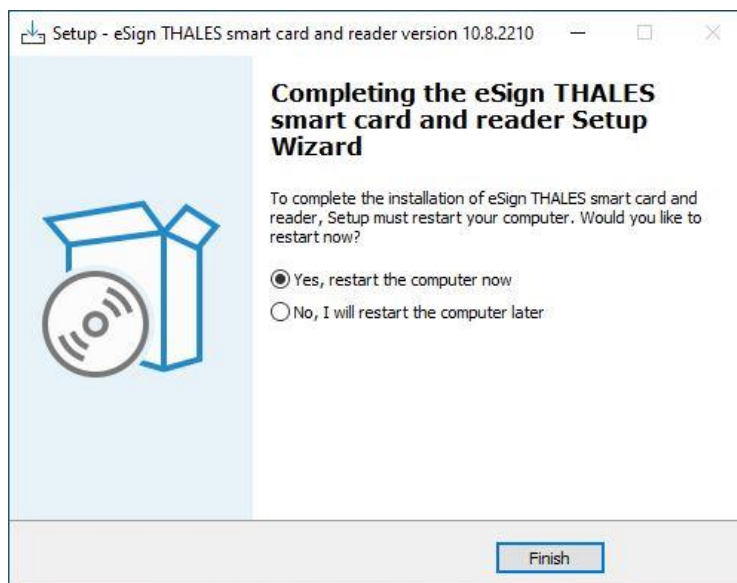 Setup - eSign THALES smart card and reader version 10.8.2210
Completing the eSign THALES
smart card and reader Setup
Wizard
To complete the installation of eSign THALES smart card and
reader, Setup must restart your computer. Would you like to
restart now?
Yes, restart the computer now
No, I will restart the computer later
Finish